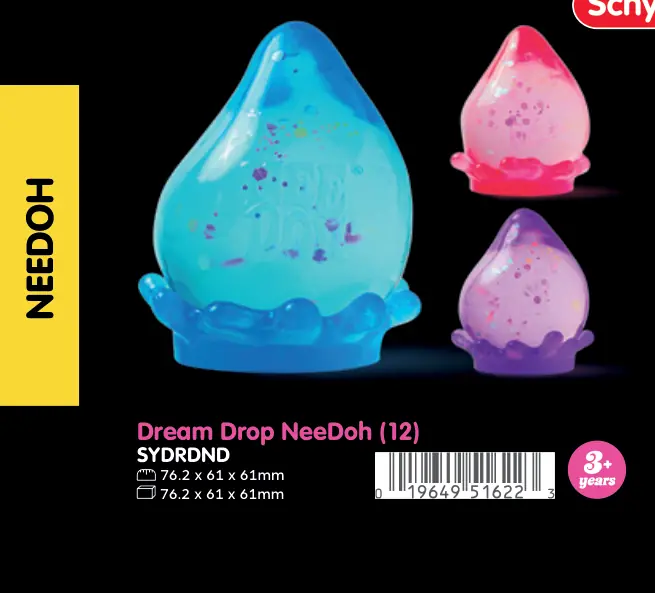 Schy
NEEDOH
Dream Drop NeeDoh (12)
SYDRDND
76.2 x 61 x 61mm
76.2 x 61 x 61mm
0 19649 51622 3
3+
years